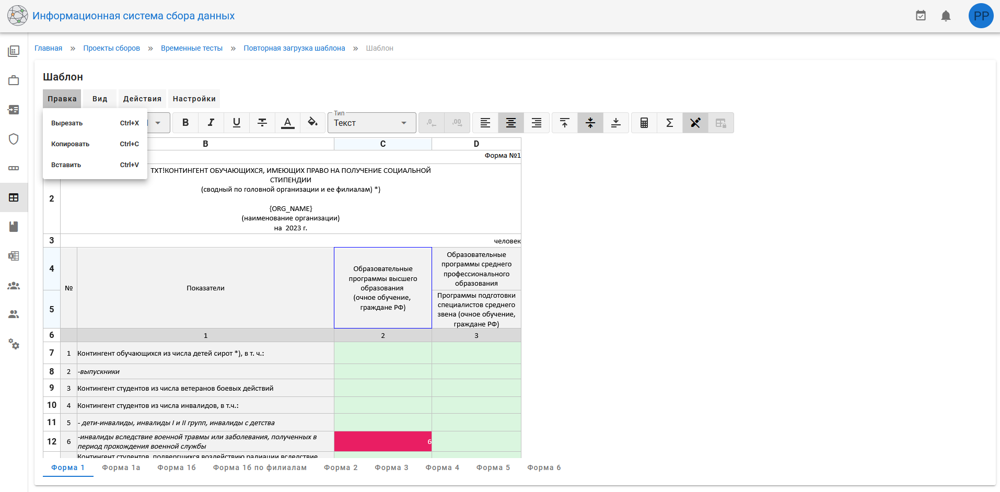 Информационная система сбора данных
PP
Главная » Проекты сборов » Временные тесты » Повторная загрузка шаблона » Шаблон
Шаблон
Правка Вид Действия Настройки
Вырезать Ctrl+X
Копировать Ctrl+C
Вставить Ctrl+V
B I U A
Тип
Текст
,0 ,00
Σ
B C D
Форма №1
2
TXT!КОНТИНГЕНТ ОБУЧАЮЩИХСЯ, ИМЕЮЩИХ ПРАВО НА ПОЛУЧЕНИЕ СОЦИАЛЬНОЙ
СТИПЕНДИИ
(сводный по головной организации и ее филиалам) *)
{ORG_NAME}
(наименование организации)
на 2023 г.
3 человек
4
5
№
Показатели
Образовательные
программы высшего
образования
(очное обучение,
граждане РФ)
Образовательные
программы среднего
профессионального
образования
Программы подготовки
специалистов среднего
звена (очное обучение,
граждане РФ)
6 1 2 3
7 1 Контингент обучающихся из числа детей сирот *), в т. ч.:
8 2 -выпускники
9 3 Контингент студентов из числа ветеранов боевых действий
10 4 Контингент студентов из числа инвалидов, в т.ч.:
11 5 - дети-инвалиды, инвалиды I и II групп, инвалиды с детства
12 6 -инвалиды вследствие военной травмы или заболевания, полученных в
период прохождения военной службы
6
Контингент студентов, подвергшихся воздействию радиации вследствие
Форма 1 Форма 1а Форма 1б Форма 1б по филиалам Форма 2 Форма 3 Форма 4 Форма 5 Форма 6